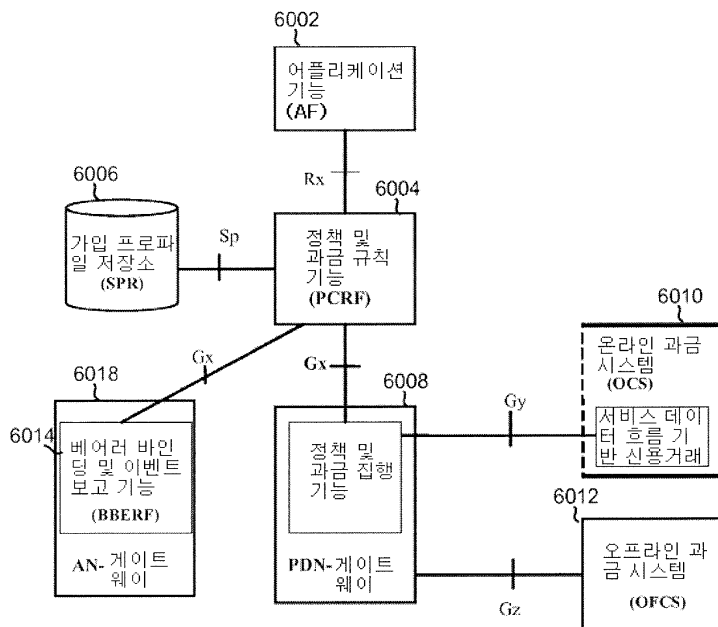 6002
어플리케이션
기능
(AF)
Rx
6006
가입 프로파
일 저장소
(SPR)
Sp
6004
정책 및
과금 규칙
기능
(PCRF)
6010
온라인 과금
시스템
(OCS)
서비스 데이
터 흐름 기
반 신용거래
Gx
Gx
6018
6014
베어러 바인
딩 및 이벤트
보고 기능
(BBERF)
AN-게이트
웨이
6008
정책 및
과금 집행
기능
PDN-게이트
웨이
Gy
6012
오프라인 과
금 시스템
(OFCS)
Gz